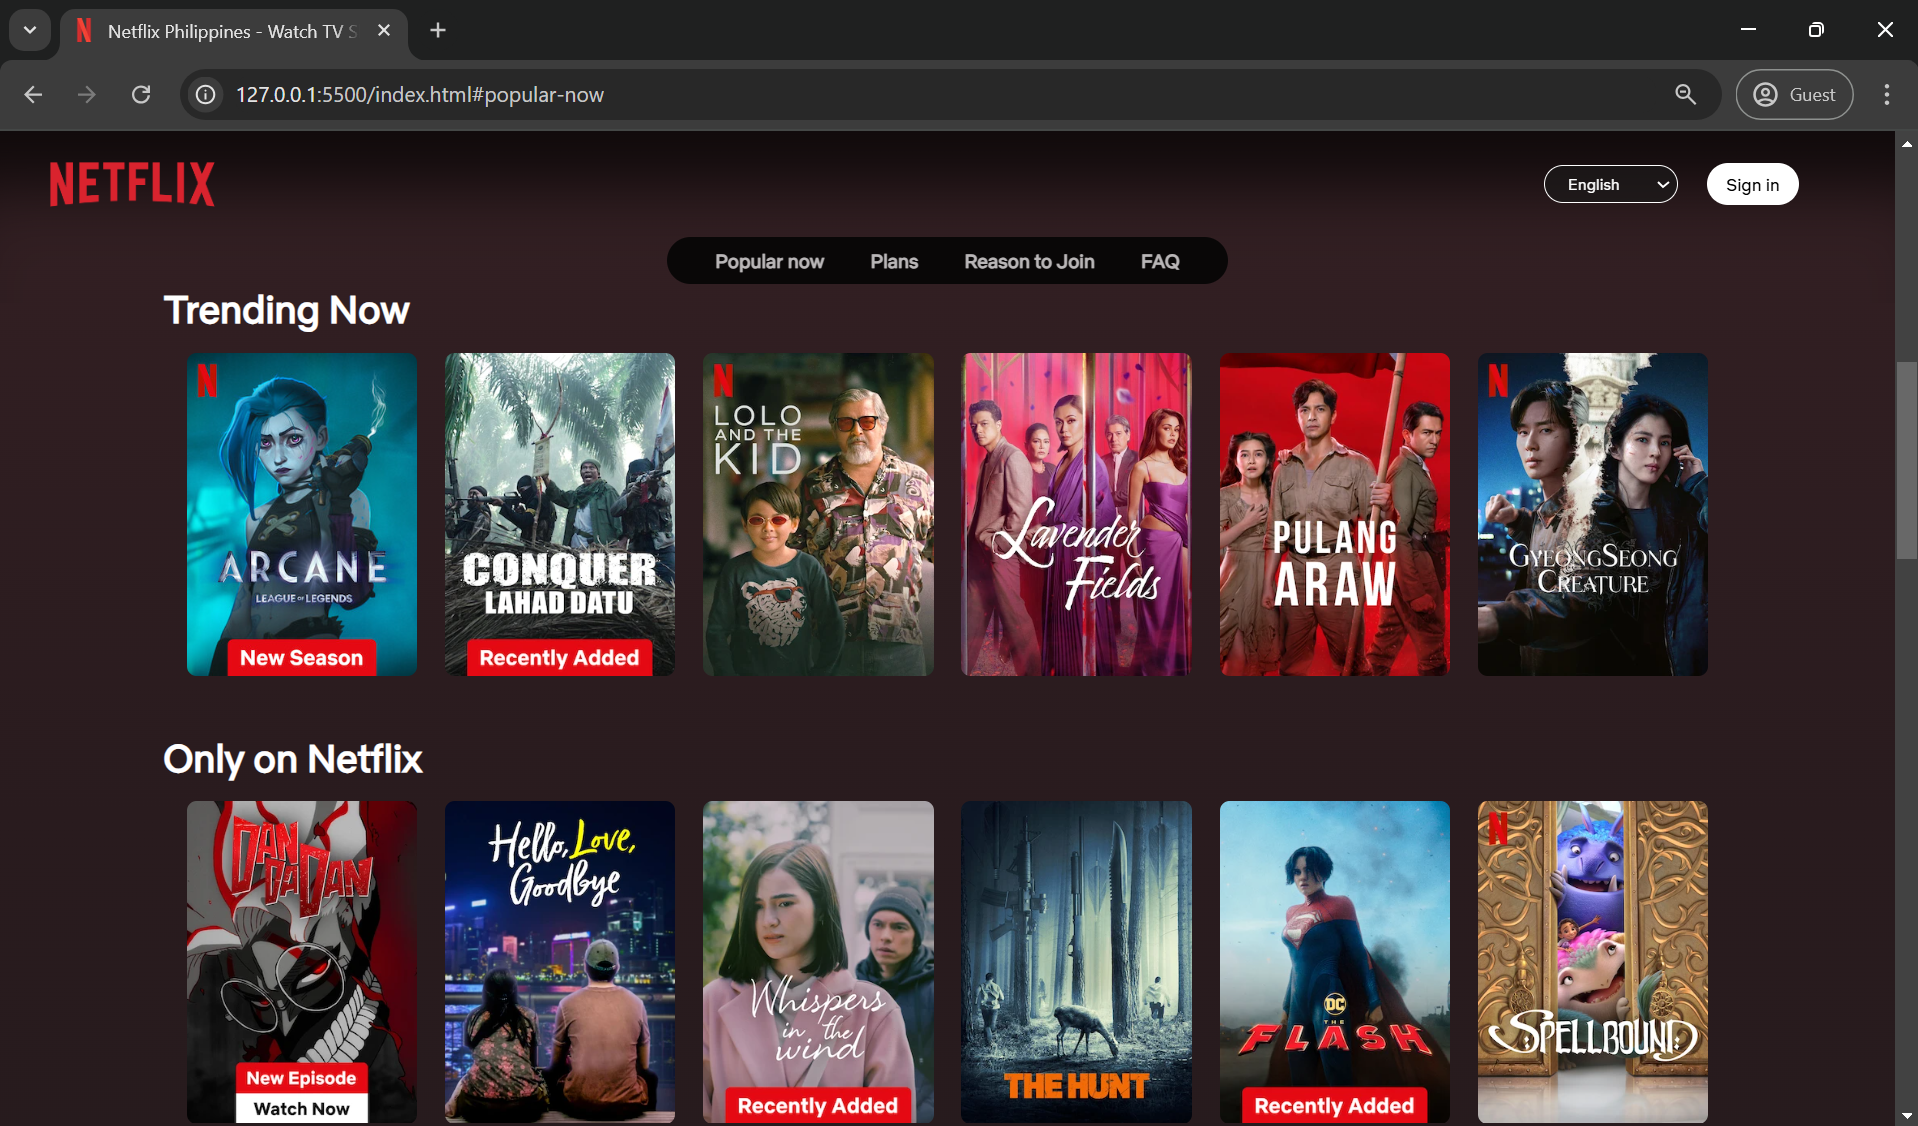 Netflix Philippines - Watch TV S
127.0.0.1:5500/index.html#popular-now
Guest
NETFLIX
English
Sign in
Popular now
Plans
Reason to Join
FAQ
Trending Now
N
ARCANE
LEAGUE OF LEGENDS
New Season
CONQUER
LAHAD DATU
Recently Added
N
LOLO
AND THE
KID
Lavender
Fields
PULANG
ARAW
N
GYEONGSEONG
CREATURE
Only on Netflix
DAN
DA DAN
New Episode
Watch Now
Hello, Love,
Goodbye
Whispers
in the
wind
Recently Added
THE HUNT
DC
THE
FLASH
Recently Added
N
SPELLBOUND